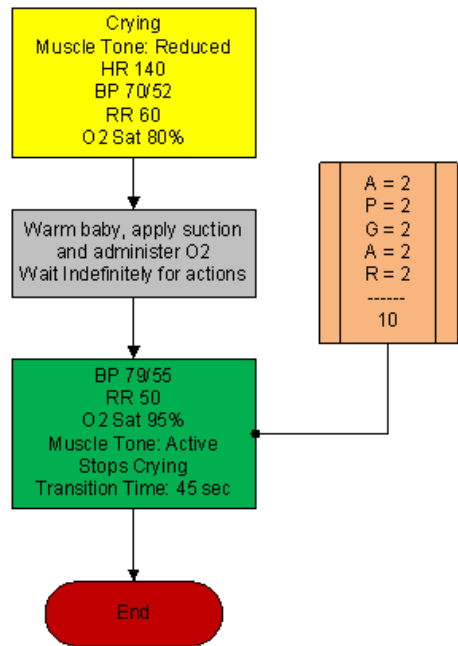 Crying
Muscle Tone: Reduced
HR 140
BP 70/52
RR 60
O2 Sat 80%
Warm baby, apply suction
and administer O2
Wait Indefinitely for actions
A = 2
P = 2
G = 2
A = 2
R = 2
------
10
BP 79/55
RR 50
O2 Sat 95%
Muscle Tone: Active
Stops Crying
Transition Time: 45 sec
End